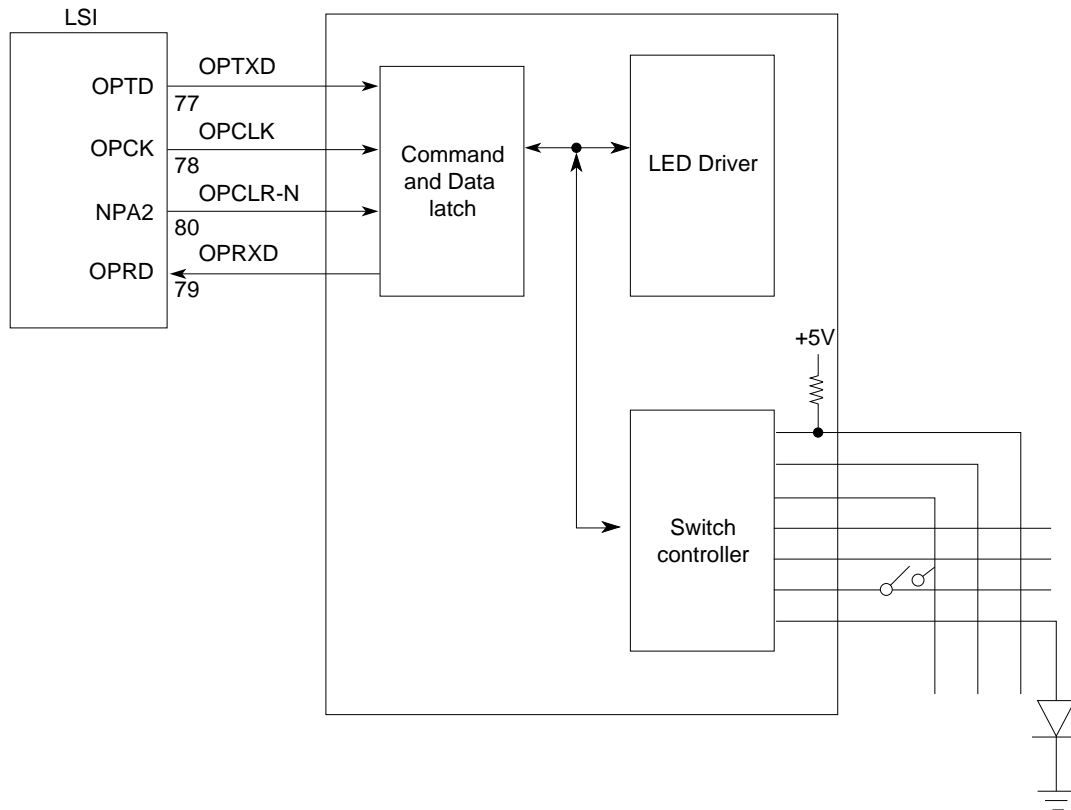 LSI
OPTD
OPTXD
77
OPCK
OPCLK
78
NPA2
OPCLR-N
80
OPRD
OPRXD
79
Command
and Data
latch
LED Driver
+5V
Switch
controller